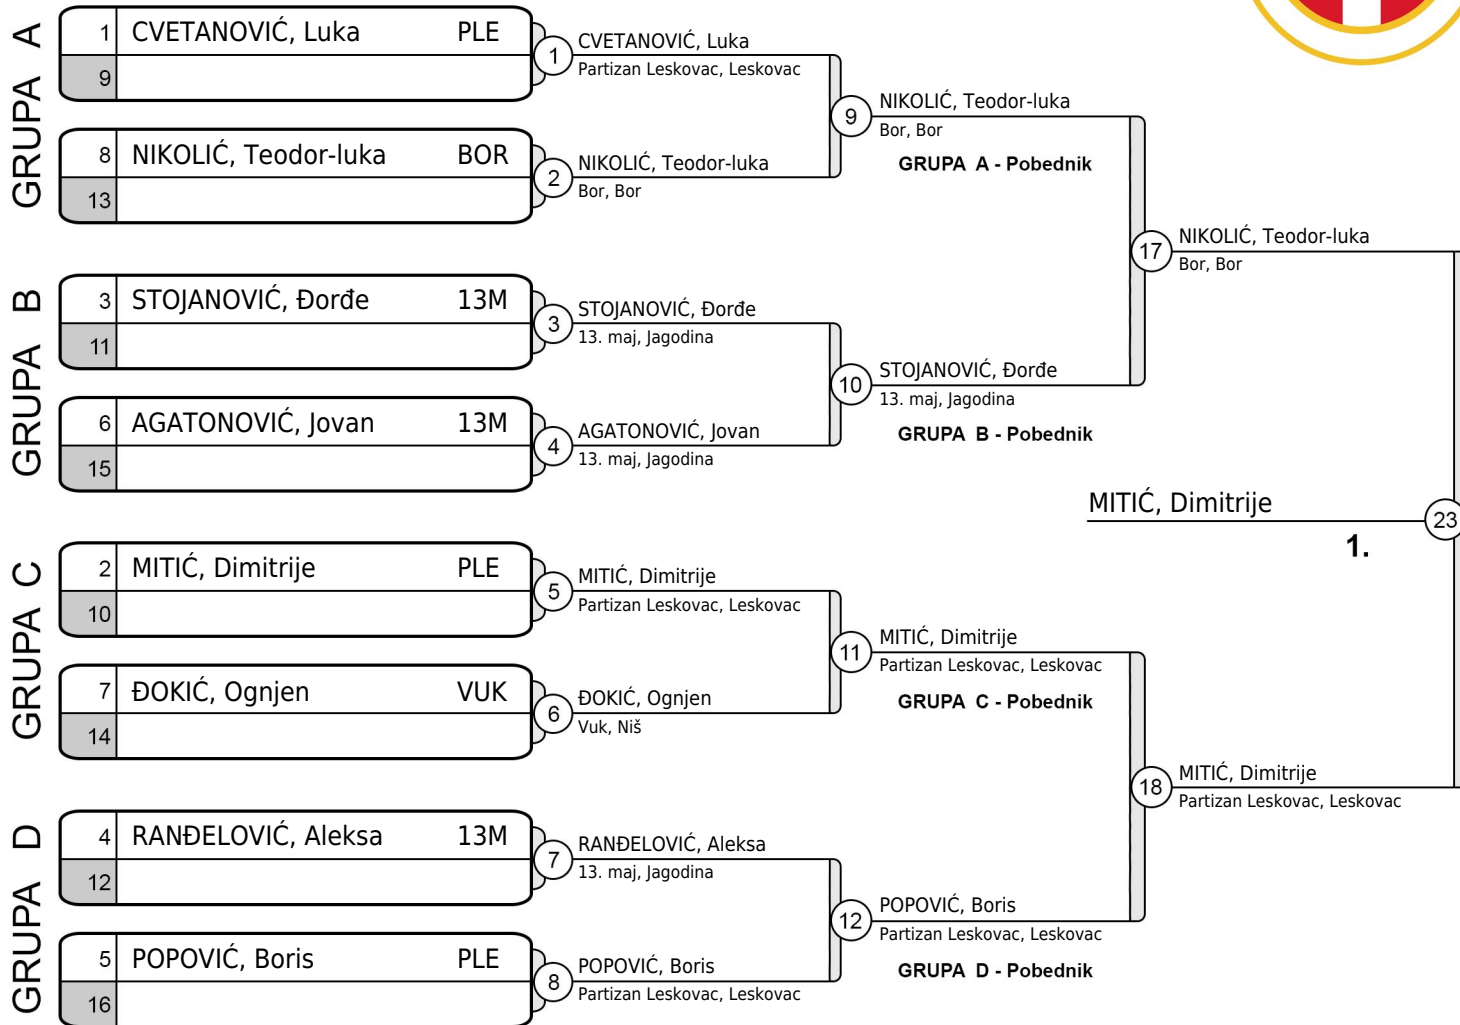 GRUPA A
1 CVETANOVIĆ, Luka PLE
9
8 NIKOLIĆ, Teodor-luka BOR
13
GRUPA B
3 STOJANOVIĆ, Đorđe 13M
11
6 AGATONOVIĆ, Jovan 13M
15
GRUPA C
2 MITIĆ, Dimitrije PLE
10
7 ĐOKIĆ, Ognjen VUK
14
GRUPA D
4 RANĐELOVIĆ, Aleksa 13M
12
5 POPOVIĆ, Boris PLE
16
1 CVETANOVIĆ, Luka
Partizan Leskovac, Leskovac
2 NIKOLIĆ, Teodor-luka
Bor, Bor
3 STOJANOVIĆ, Đorđe
13. maj, Jagodina
4 AGATONOVIĆ, Jovan
13. maj, Jagodina
5 MITIĆ, Dimitrije
Partizan Leskovac, Leskovac
6 ĐOKIĆ, Ognjen
Vuk, Niš
7 RANĐELOVIĆ, Aleksa
13. maj, Jagodina
8 POPOVIĆ, Boris
Partizan Leskovac, Leskovac
9 NIKOLIĆ, Teodor-luka
Bor, Bor
GRUPA A - Pobednik
10 STOJANOVIĆ, Đorđe
13. maj, Jagodina
GRUPA B - Pobednik
11 MITIĆ, Dimitrije
Partizan Leskovac, Leskovac
GRUPA C - Pobednik
12 POPOVIĆ, Boris
Partizan Leskovac, Leskovac
GRUPA D - Pobednik
17 NIKOLIĆ, Teodor-luka
Bor, Bor
18 MITIĆ, Dimitrije
Partizan Leskovac, Leskovac
MITIĆ, Dimitrije 23
1.